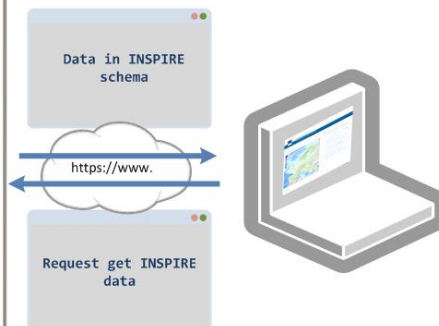 Data in INSPIRE
schema
https://www.
Request get INSPIRE
data